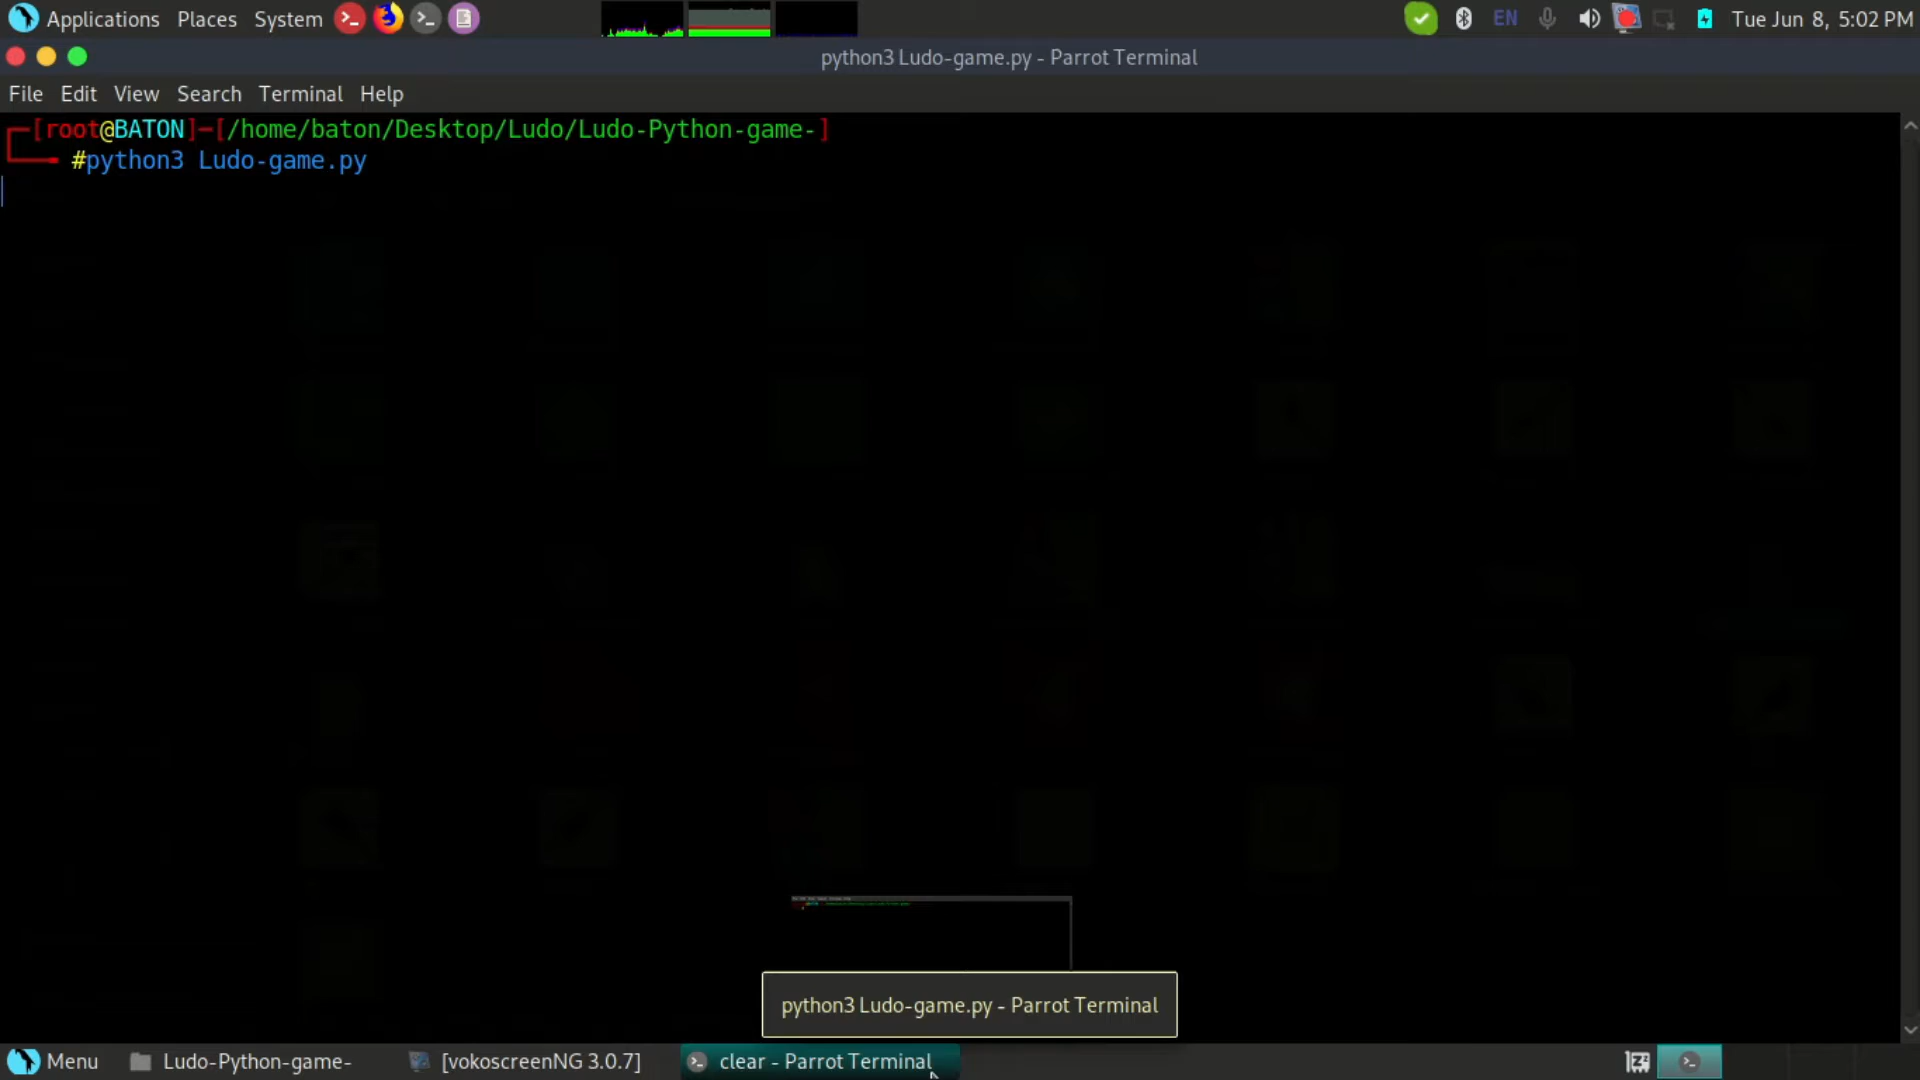 Applications Places System EN Tue Jun 8, 5:02 PM
python3 Ludo-game.py - Parrot Terminal
File Edit View Search Terminal Help
[root@BATON]─[/home/baton/Desktop/Ludo/Ludo-Python-game-]
#python3 Ludo-game.py
python3 Ludo-game.py - Parrot Terminal
Menu Ludo-Python-game- [vokoscreenNG 3.0.7] clear - Parrot Terminal